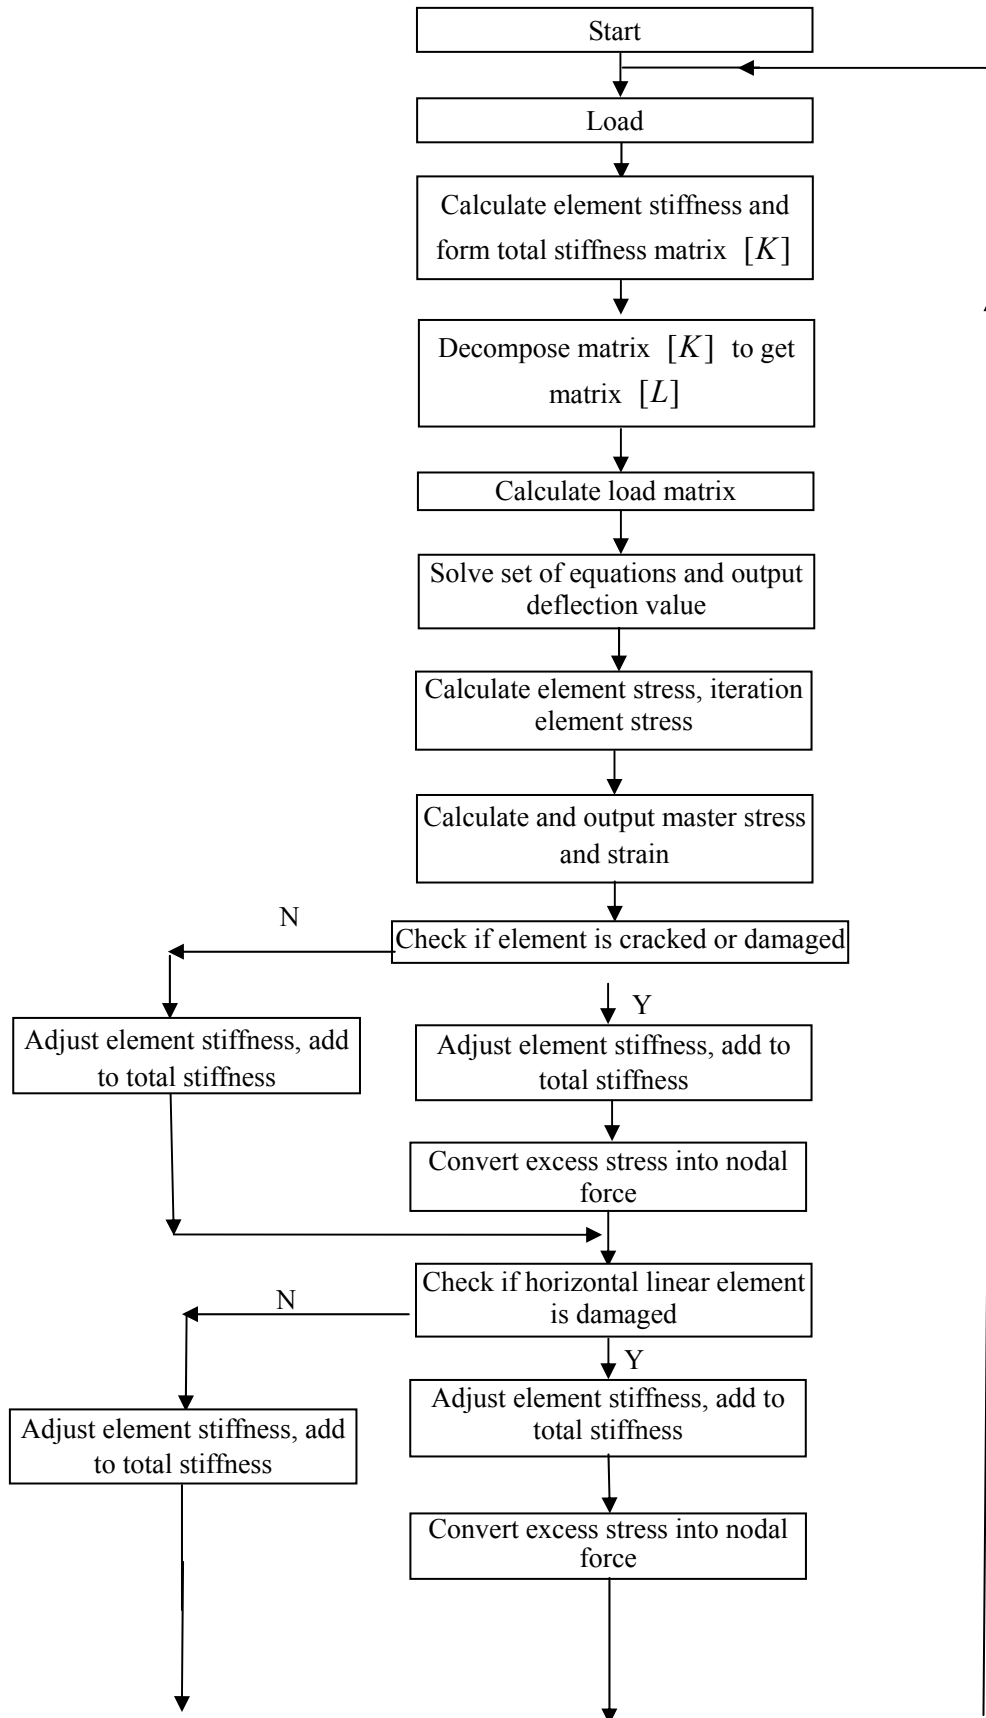 Start
Load
Calculate element stiffness and
form total stiffness matrix [K]
Decompose matrix [K] to get
matrix [L]
Calculate load matrix
Solve set of equations and output
deflection value
Calculate element stress, iteration
element stress
Calculate and output master stress
and strain
N
Check if element is cracked or damaged
Y
Adjust element stiffness, add
to total stiffness
Adjust element stiffness, add to
total stiffness
Convert excess stress into nodal
force
Check if horizontal linear element
is damaged
N
Y
Adjust element stiffness, add
to total stiffness
Adjust element stiffness, add to
total stiffness
Convert excess stress into nodal
force